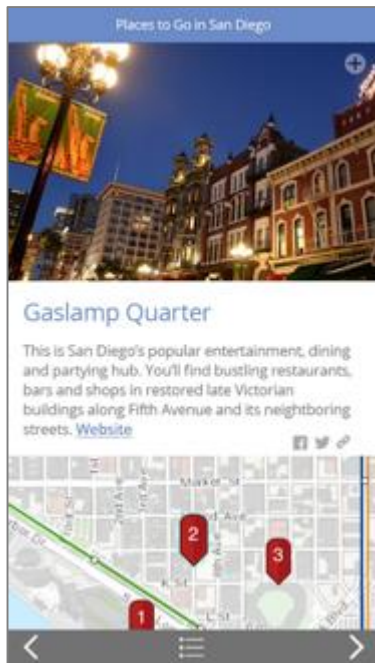 Places to Go in San Diego
Gaslamp Quarter
This is San Diego's popular entertainment, dining
and partying hub. You'll find bustling restaurants,
bars and shops in restored late Victorian
buildings along Fifth Avenue and its neightboring
streets. Website
Market St
2
3
K St
1
L St